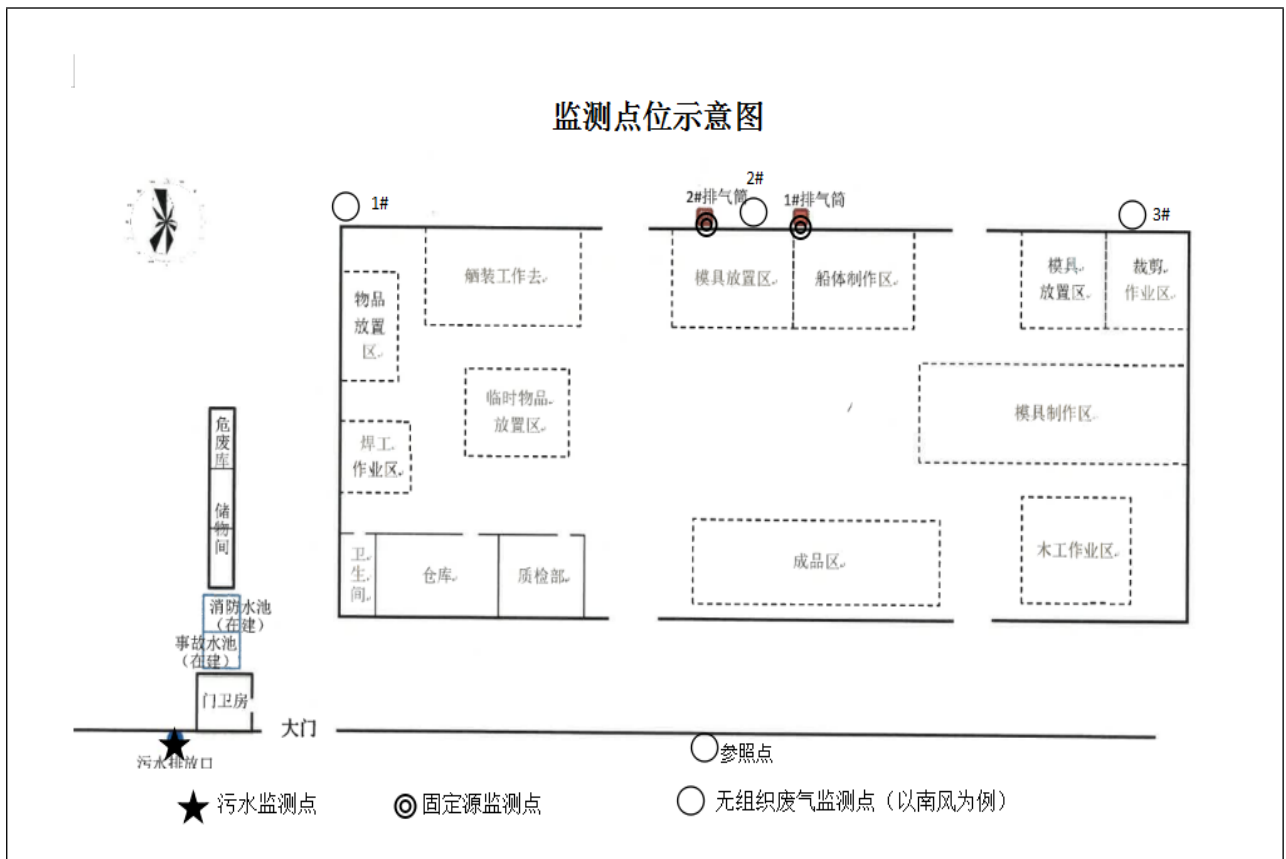 监测点位示意图
1#
2#排气筒
2#
1#排气筒
3#
舾装工作去
模具放置区
船体制作区
模具
放置区
裁剪
作业区
物品
放置
区
临时物品
放置区
模具制作区
焊工
作业区
危废库
储物间
卫生间
仓库
质检部
成品区
木工作业区
消防水池
（在建）
事故水池
（在建）
门卫房
大门
污水排放口
参照点
污水监测点
固定源监测点
无组织废气监测点（以南风为例）